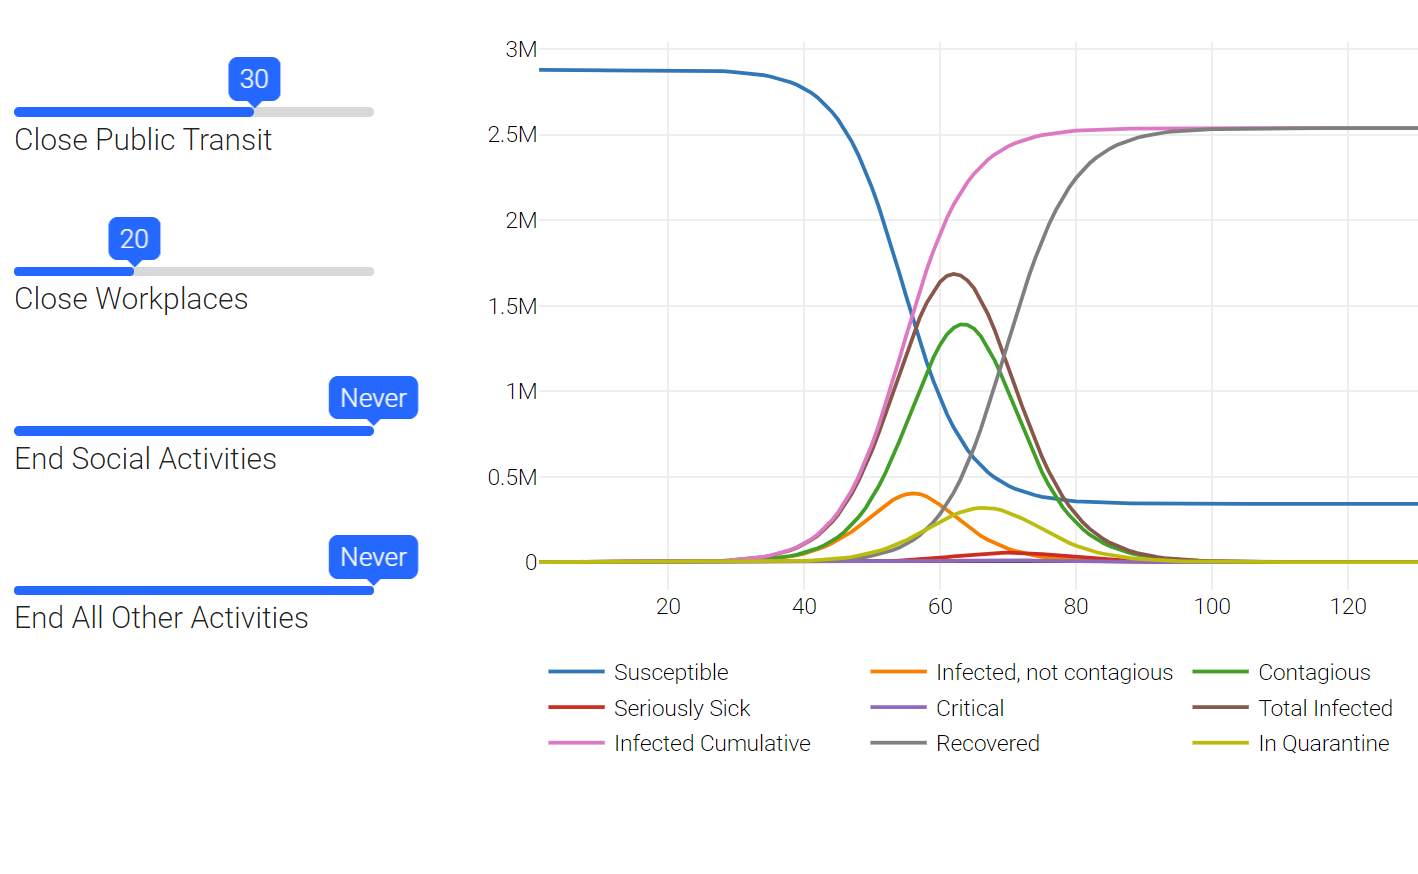 30
Close Public Transit
20
Close Workplaces
Never
End Social Activities
Never
End All Other Activities
3M
2.5M
2M
1.5M
1M
0.5M
0
20 40 60 80 100 120
Susceptible Infected, not contagious Contagious
Seriously Sick Critical Total Infected
Infected Cumulative Recovered In Quarantine